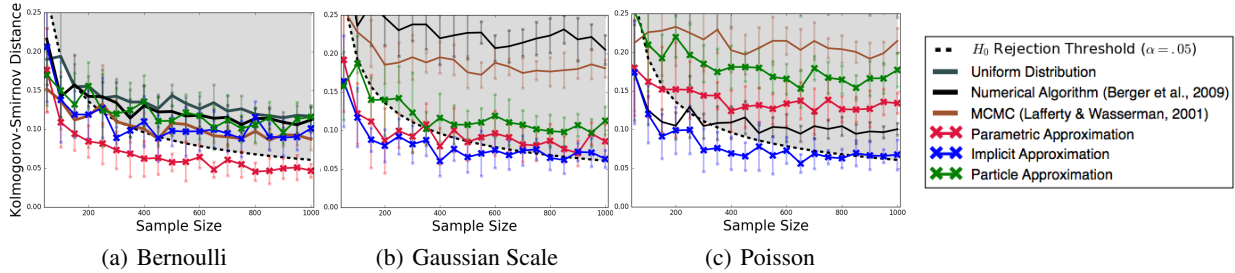 Kolmogorov-Smirnov Distance
0.25
0.20
0.15
0.10
0.05
0.00
200
400
600
800
1000
Sample Size
(a) Bernoulli
0.25
0.20
0.15
0.10
0.05
0.00
200
400
600
800
1000
Sample Size
(b) Gaussian Scale
0.25
0.20
0.15
0.10
0.05
0.00
200
400
600
800
1000
Sample Size
(c) Poisson
H₀ Rejection Threshold (α = .05)
Uniform Distribution
Numerical Algorithm (Berger et al., 2009)
MCMC (Lafferty & Wasserman, 2001)
Parametric Approximation
Implicit Approximation
Particle Approximation